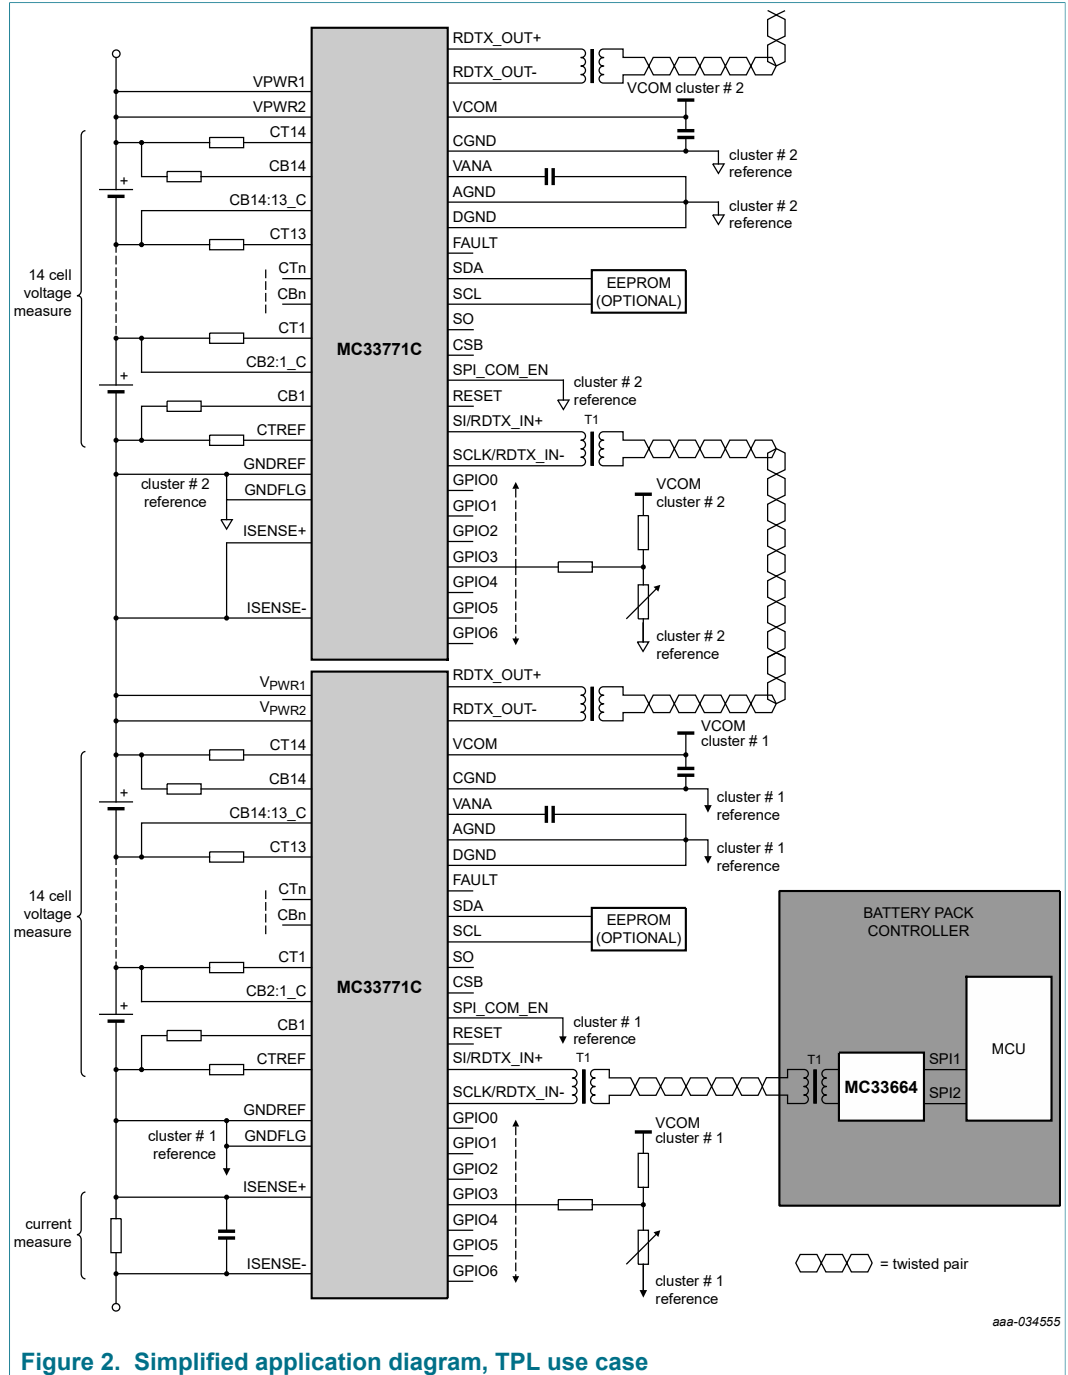 RDTX_OUT+
RDTX_OUT-
VCOM cluster # 2
VPWR1
VPWR2
VCOM
CT14
CGND
cluster # 2
reference
CB14
VANA
+
CB14:13_C
AGND
cluster # 2
reference
DGND
CT13
FAULT
14 cell
voltage
measure
CTn
SDA
EEPROM
(OPTIONAL)
CBn
SCL
SO
CT1
MC33771C
CSB
CB2:1_C
SPI_COM_EN
cluster # 2
reference
+
CB1
RESET
SI/RDTX_IN+
T1
CTREF
SCLK/RDTX_IN-
GNDREF
cluster # 2
reference
GNDFLG
GPIO0
VCOM
cluster # 2
GPIO1
ISENSE+
GPIO2
GPIO3
GPIO4
ISENSE-
GPIO5
GPIO6
cluster # 2
reference
RDTX_OUT+
VPWR1
RDTX_OUT-
VPWR2
VCOM
cluster # 1
CT14
VCOM
CB14
CGND
cluster # 1
reference
+
VANA
CB14:13_C
AGND
cluster # 1
reference
CT13
DGND
FAULT
14 cell
voltage
measure
CTn
SDA
EEPROM
(OPTIONAL)
CBn
SCL
BATTERY PACK
CONTROLLER
SO
CT1
MC33771C
CSB
CB2:1_C
SPI_COM_EN
cluster # 1
reference
+
CB1
RESET
MCU
CTREF
SI/RDTX_IN+
T1
T1
MC33664
SPI1
SPI2
SCLK/RDTX_IN-
GNDREF
cluster # 1
reference
GNDFLG
GPIO0
VCOM
cluster # 1
GPIO1
GPIO2
ISENSE+
GPIO3
current
measure
GPIO4
GPIO5
ISENSE-
GPIO6
cluster # 1
reference
= twisted pair
aaa-034555
Figure 2. Simplified application diagram, TPL use case